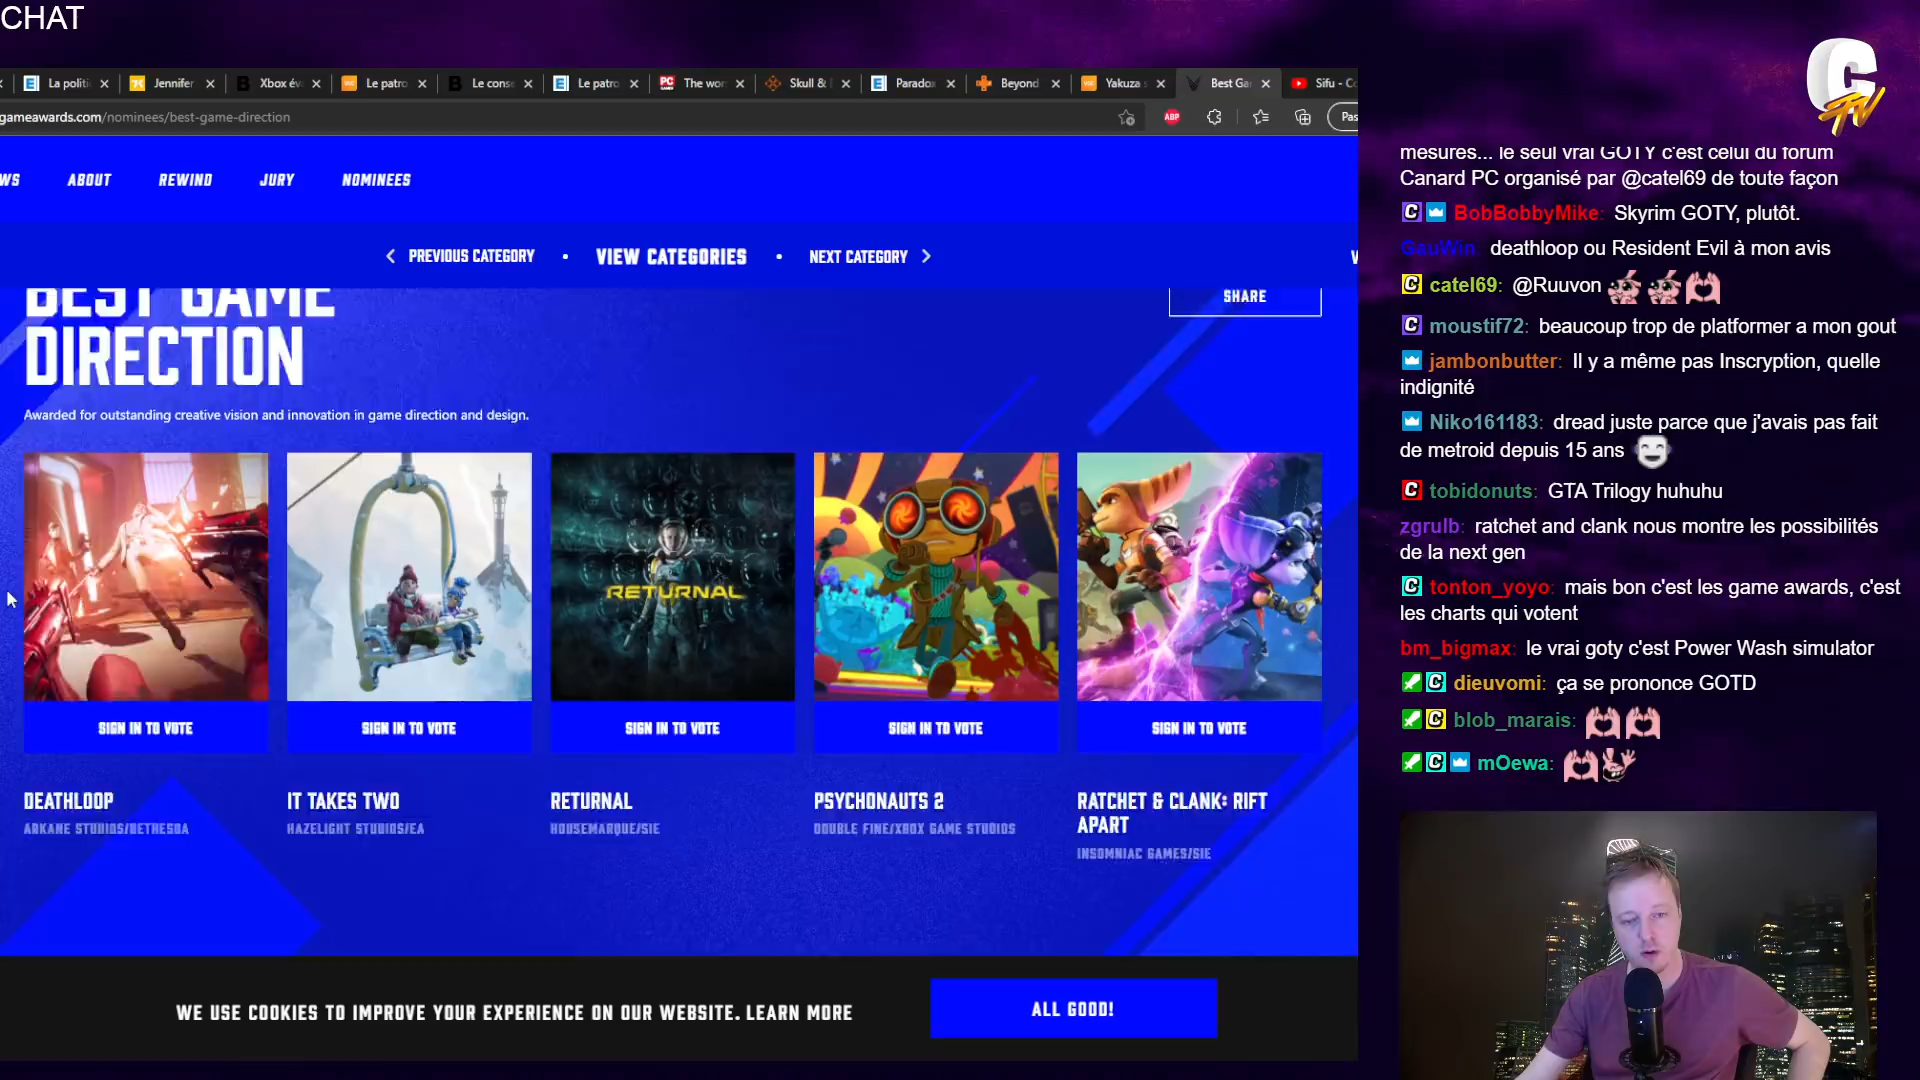 CHAT
La politi
Jennifer
Xbox év
Le patro
Le conse
Le patro
The wor
Skull &
Paradox
Beyond
Yakuza s
Best Ga
Sifu - C
gameawards.com/nominees/best-game-direction
ABP
Pas
WS
ABOUT
REWIND
JURY
NOMINEES
PREVIOUS CATEGORY
VIEW CATEGORIES
NEXT CATEGORY
BEST GAME
DIRECTION
SHARE
Awarded for outstanding creative vision and innovation in game direction and design.
RETURNAL
SIGN IN TO VOTE
SIGN IN TO VOTE
SIGN IN TO VOTE
SIGN IN TO VOTE
SIGN IN TO VOTE
DEATHLOOP
ARKANE STUDIOS/BETHESDA
IT TAKES TWO
HAZELIGHT STUDIOS/EA
RETURNAL
HOUSEMARQUE/SIE
PSYCHONAUTS 2
DOUBLE FINE/XBOX GAME STUDIOS
RATCHET & CLANK: RIFT
APART
INSOMNIAC GAMES/SIE
WE USE COOKIES TO IMPROVE YOUR EXPERIENCE ON OUR WEBSITE. LEARN MORE
ALL GOOD!
C TV
mesures... le seul vrai GOTY c'est celui du forum
Canard PC organisé par @catel69 de toute façon
BobBobbyMike: Skyrim GOTY, plutôt.
GauWin: deathloop ou Resident Evil à mon avis
catel69: @Ruuvon
moustif72: beaucoup trop de platformer a mon gout
jambonbutter: Il y a même pas Inscryption, quelle
indignité
Niko161183: dread juste parce que j'avais pas fait
de metroid depuis 15 ans
tobidonuts: GTA Trilogy huhuhu
zgrulb: ratchet and clank nous montre les possibilités
de la next gen
tonton_yoyo: mais bon c'est les game awards, c'est
les charts qui votent
bm_bigmax: le vrai goty c'est Power Wash simulator
dieuvomi: ça se prononce GOTD
blob_marais:
mOewa: